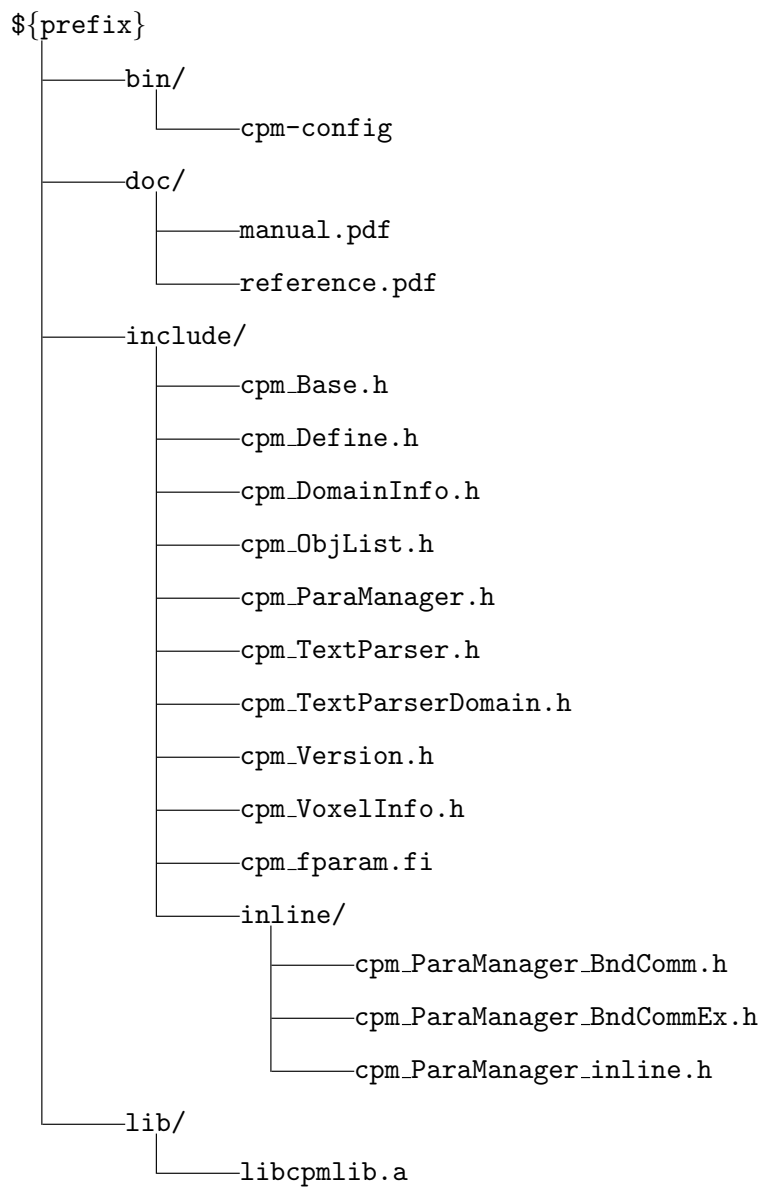 ${prefix}
bin/
cpm-config
doc/
manual.pdf
reference.pdf
include/
cpm_Base.h
cpm_Define.h
cpm_DomainInfo.h
cpm_ObjList.h
cpm_ParaManager.h
cpm_TextParser.h
cpm_TextParserDomain.h
cpm_Version.h
cpm_VoxelInfo.h
cpm_fparam.fi
inline/
cpm_ParaManager_BndComm.h
cpm_ParaManager_BndCommEx.h
cpm_ParaManager_inline.h
lib/
libcpmlib.a